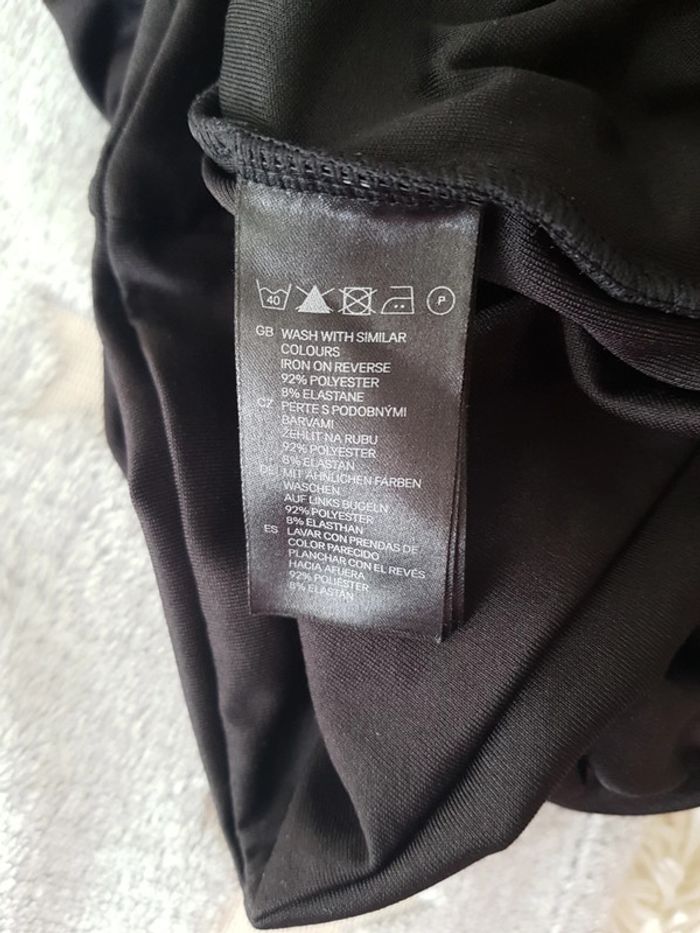 40 P
GB WASH WITH SIMILAR
COLOURS
IRON ON REVERSE
92% POLYESTER
8% ELASTANE
CZ PERTE S PODOBNÝMI
BARVAMI
ŽEHLIT NA RUBU
92% POLYESTER
8% ELASTAN
DE MIT ÄHNLICHEN FARBEN
WASCHEN
AUF LINKS BÜGELN
92% POLYESTER
8% ELASTHAN
ES LAVAR CON PRENDAS DE
COLOR PARECIDO
PLANCHAR CON EL REVÉS
HACIA AFUERA
92% POLIÉSTER
8% ELASTÁN